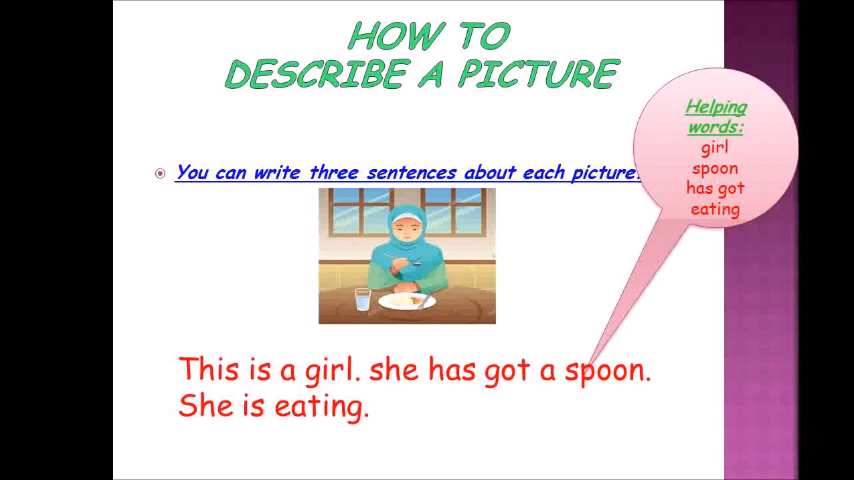 HOW TO
DESCRIBE A PICTURE
You can write three sentences about each picture:
Helping
words:
girl
spoon
has got
eating
This is a girl. she has got a spoon.
She is eating.